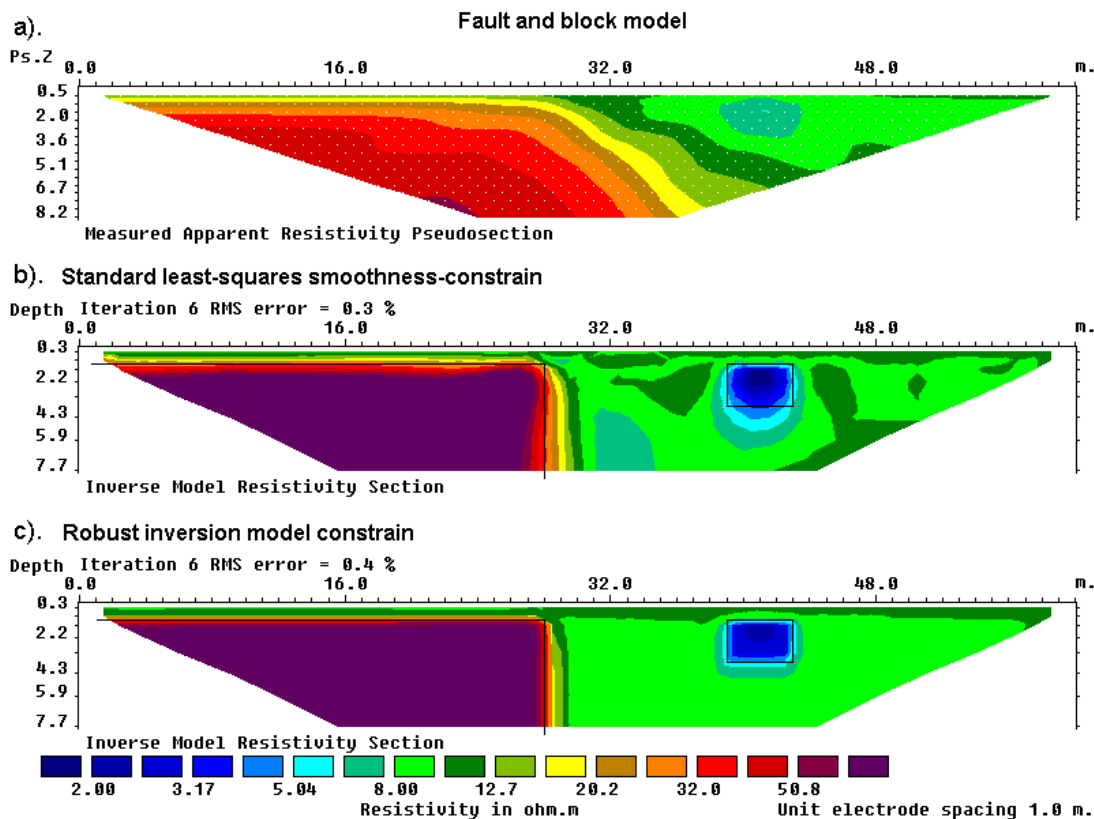 Fault and block model
a).
Ps.Z
0.0 16.0 32.0 48.0 m.
0.5
2.0
3.6
5.1
6.7
8.2
Measured Apparent Resistivity Pseudosection
b). Standard least-squares smoothness-constrain
Depth Iteration 6 RMS error = 0.3 %
0.0 16.0 32.0 48.0 m.
0.3
2.2
4.3
5.9
7.7
Inverse Model Resistivity Section
c). Robust inversion model constrain
Depth Iteration 6 RMS error = 0.4 %
0.0 16.0 32.0 48.0 m.
0.3
2.2
4.3
5.9
7.7
Inverse Model Resistivity Section
2.00 3.17 5.04 8.00 12.7 20.2 32.0 50.8
Resistivity in ohm.m Unit electrode spacing 1.0 m.